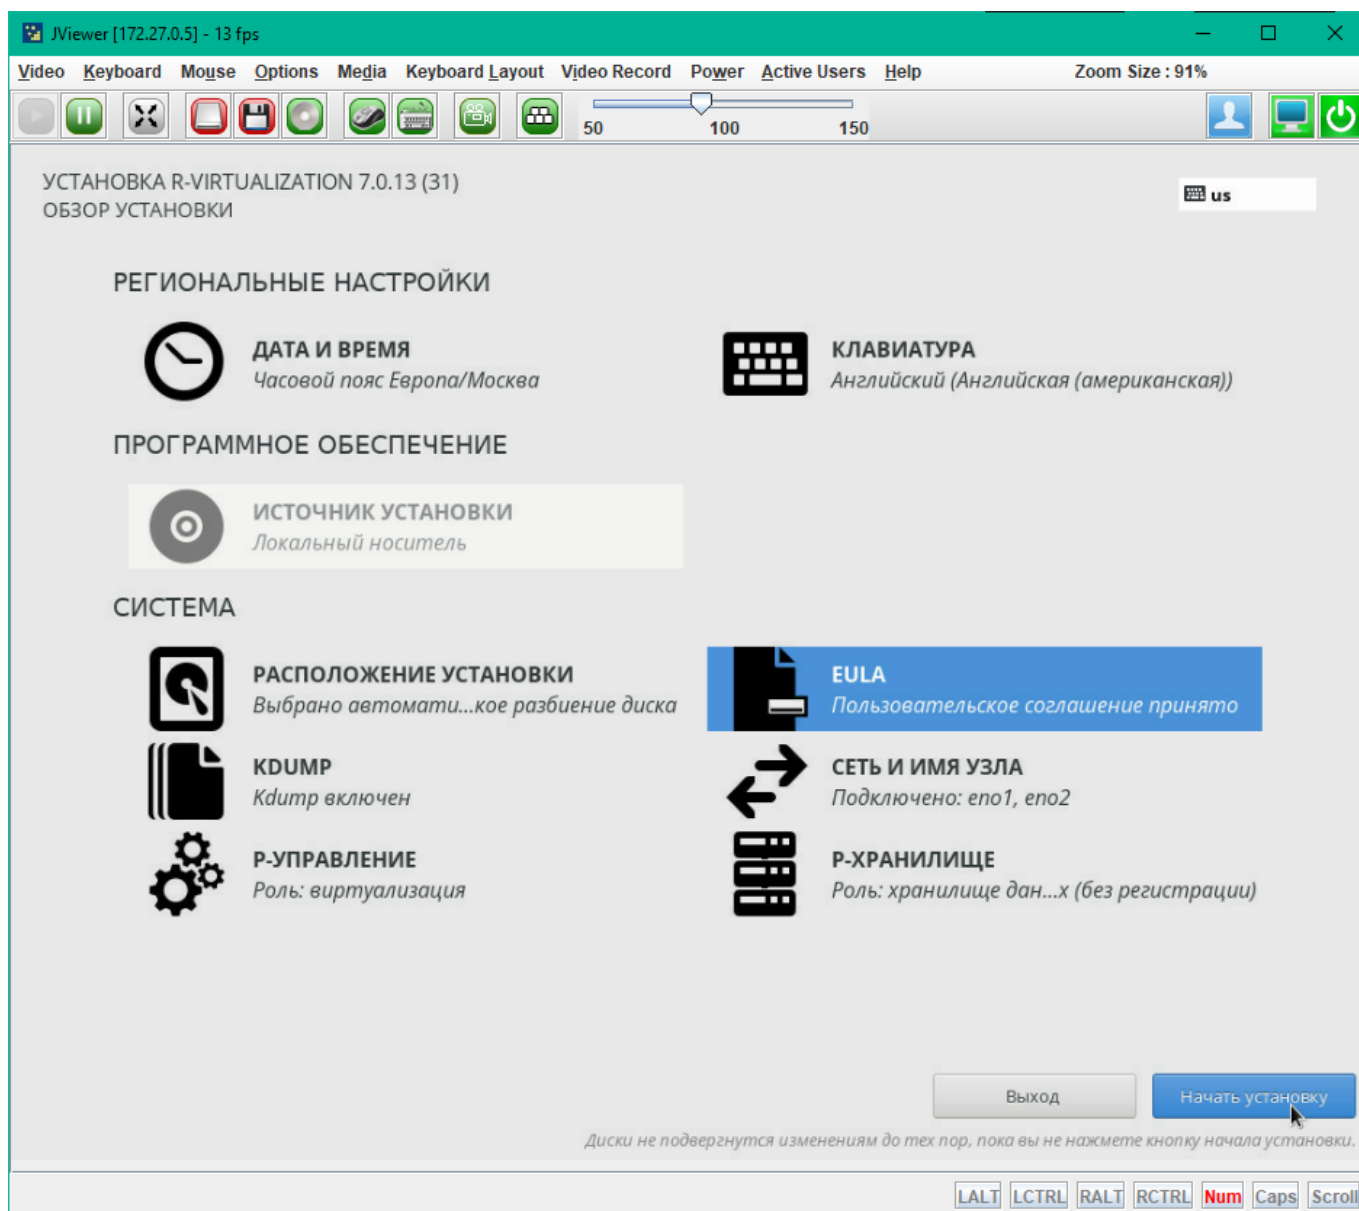 JViewer [172.27.0.5] - 13 fps
Video Keyboard Mouse Options Media Keyboard Layout Video Record Power Active Users Help Zoom Size : 91%
50 100 150
УСТАНОВКА R-VIRTUALIZATION 7.0.13 (31)
ОБЗОР УСТАНОВКИ
us
РЕГИОНАЛЬНЫЕ НАСТРОЙКИ
ДАТА И ВРЕМЯ
Часовой пояс Европа/Москва
КЛАВИАТУРА
Английский (Английская (американская))
ПРОГРАММНОЕ ОБЕСПЕЧЕНИЕ
ИСТОЧНИК УСТАНОВКИ
Локальный носитель
СИСТЕМА
РАСПОЛОЖЕНИЕ УСТАНОВКИ
Выбрано автомати...кое разбиение диска
EULA
Пользовательское соглашение принято
KDUMP
Kdump включен
СЕТЬ И ИМЯ УЗЛА
Подключено: eno1, eno2
Р-УПРАВЛЕНИЕ
Роль: виртуализация
Р-ХРАНИЛИЩЕ
Роль: хранилище дан...х (без регистрации)
Выход
Начать установку
Диски не подвергнутся изменениям до тех пор, пока вы не нажмете кнопку начала установки.
LALT LCTRL RALT RCTRL Num Caps Scroll